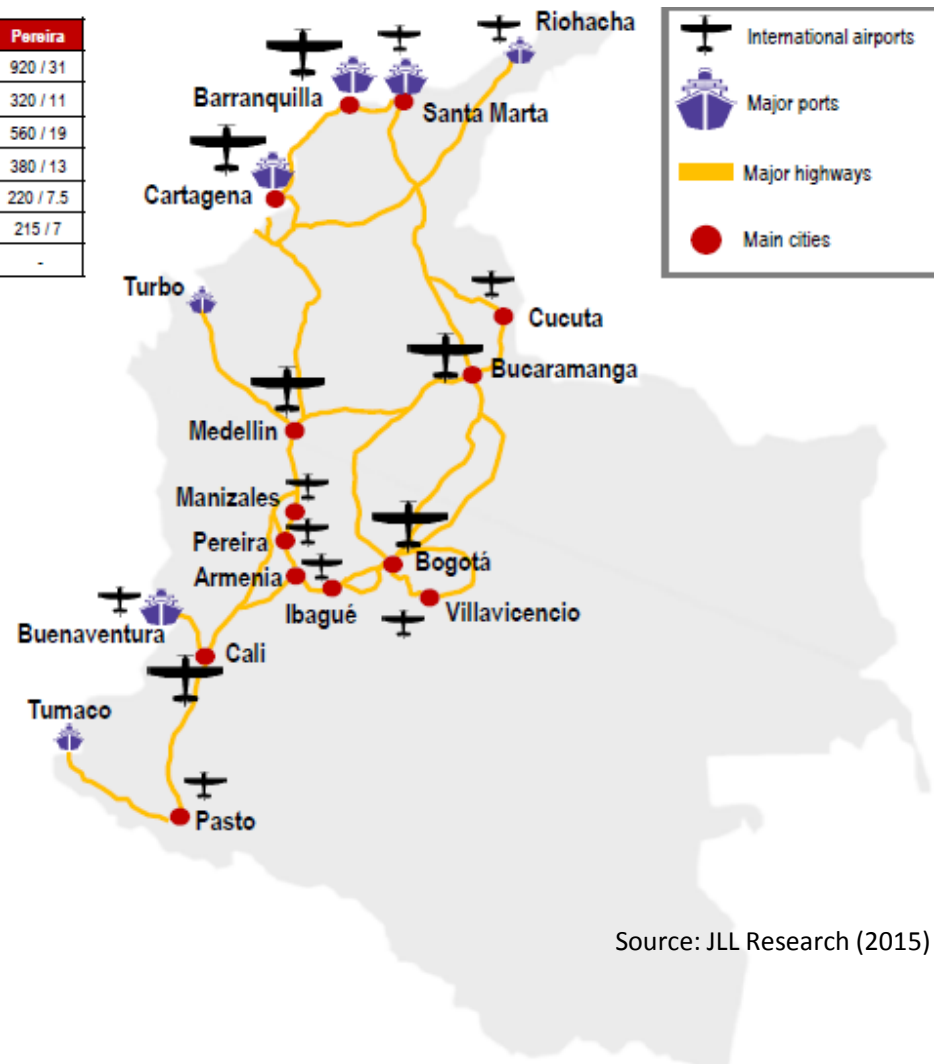 Pereira
920 / 31
320 / 11
560 / 19
380 / 13
220 / 7.5
215 / 7
-
International airports
Major ports
Major highways
Main cities
Riohacha
Barranquilla
Santa Marta
Cartagena
Turbo
Cucuta
Bucaramanga
Medellin
Manizales
Pereira
Bogotá
Armenia
Ibagué
Villavicencio
Buenaventura
Cali
Tumaco
Pasto
Source: JLL Research (2015)